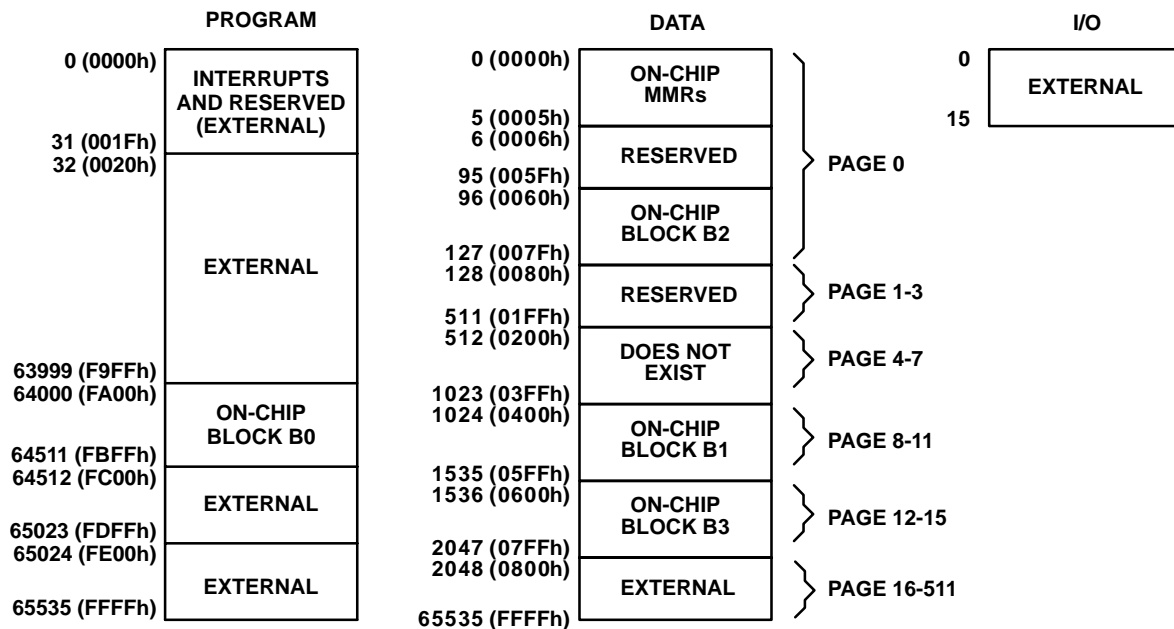 PROGRAM
0 (0000h)
INTERRUPTS
AND RESERVED
(EXTERNAL)
31 (001Fh)
32 (0020h)
EXTERNAL
63999 (F9FFh)
64000 (FA00h)
ON-CHIP
BLOCK B0
64511 (FBFFh)
64512 (FC00h)
EXTERNAL
65023 (FDFFh)
65024 (FE00h)
EXTERNAL
65535 (FFFFh)
DATA
0 (0000h)
ON-CHIP
MMRs
5 (0005h)
6 (0006h)
RESERVED
95 (005Fh)
96 (0060h)
ON-CHIP
BLOCK B2
127 (007Fh)
128 (0080h)
RESERVED
511 (01FFh)
512 (0200h)
DOES NOT
EXIST
1023 (03FFh)
1024 (0400h)
ON-CHIP
BLOCK B1
1535 (05FFh)
1536 (0600h)
ON-CHIP
BLOCK B3
2047 (07FFh)
2048 (0800h)
EXTERNAL
65535 (FFFFh)
PAGE 0
PAGE 1-3
PAGE 4-7
PAGE 8-11
PAGE 12-15
PAGE 16-511
I/O
0
EXTERNAL
15